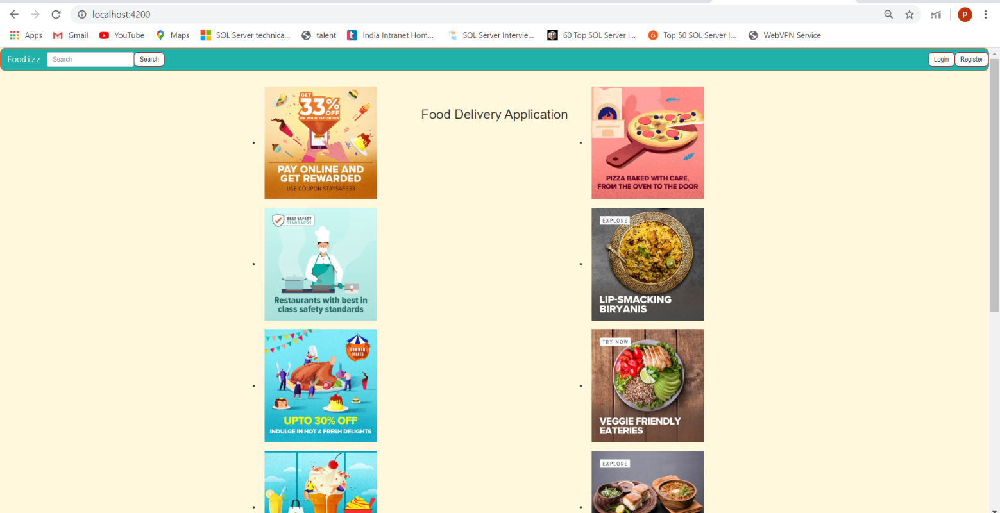 localhost:4200
P
Apps
Gmail
YouTube
Maps
SQL Server technica...
talent
India Intranet Hom...
SQL Server Intervie...
60 Top SQL Server I...
Top 50 SQL Server I...
WebVPN Service
Foodizz
Search
Search
Login
Register
GET
33%
OFF
ON YOUR 1ST ORDER
PAY ONLINE AND
GET REWARDED
USE COUPON STAYSAFE33
Food Delivery Application
PIZZA BAKED WITH CARE,
FROM THE OVEN TO THE DOOR
BEST SAFETY
STANDARDS
Restaurants with best in
class safety standards
EXPLORE
LIP-SMACKING
BIRYANIS
SUMMER
TREATS
UPTO 30% OFF
INDULGE IN HOT & FRESH DELIGHTS
TRY NOW
VEGGIE FRIENDLY
EATERIES
EXPLORE